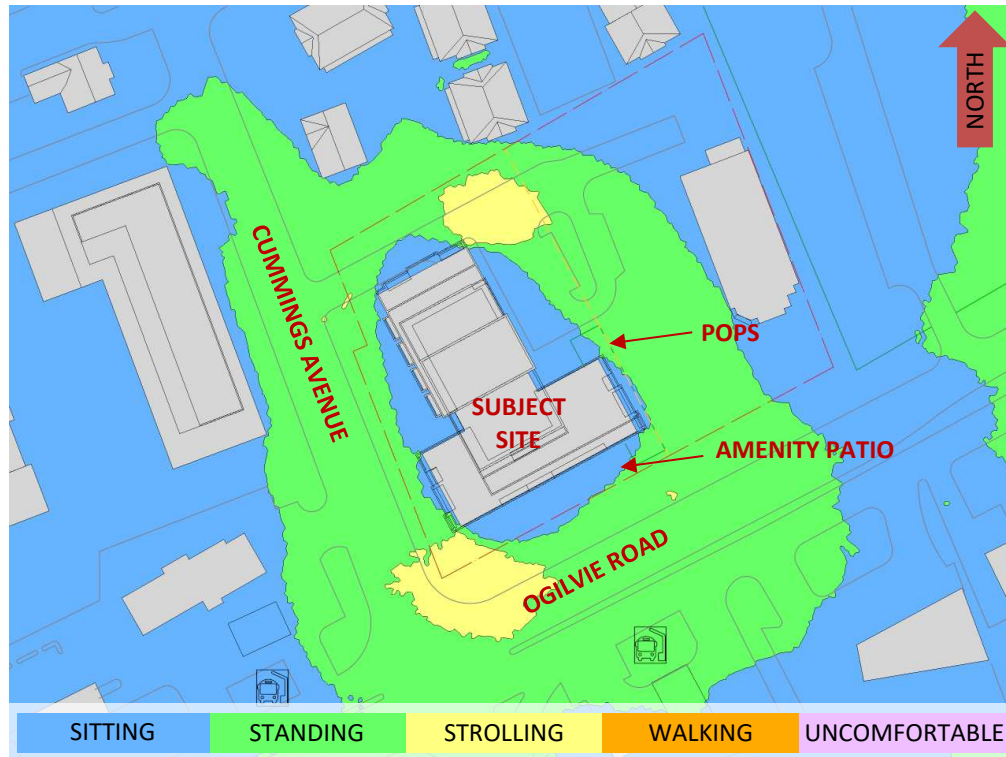 NORTH
CUMMINGS AVENUE
POPS
SUBJECT
SITE
AMENITY PATIO
OGILVIE ROAD
SITTING
STANDING
STROLLING
WALKING
UNCOMFORTABLE